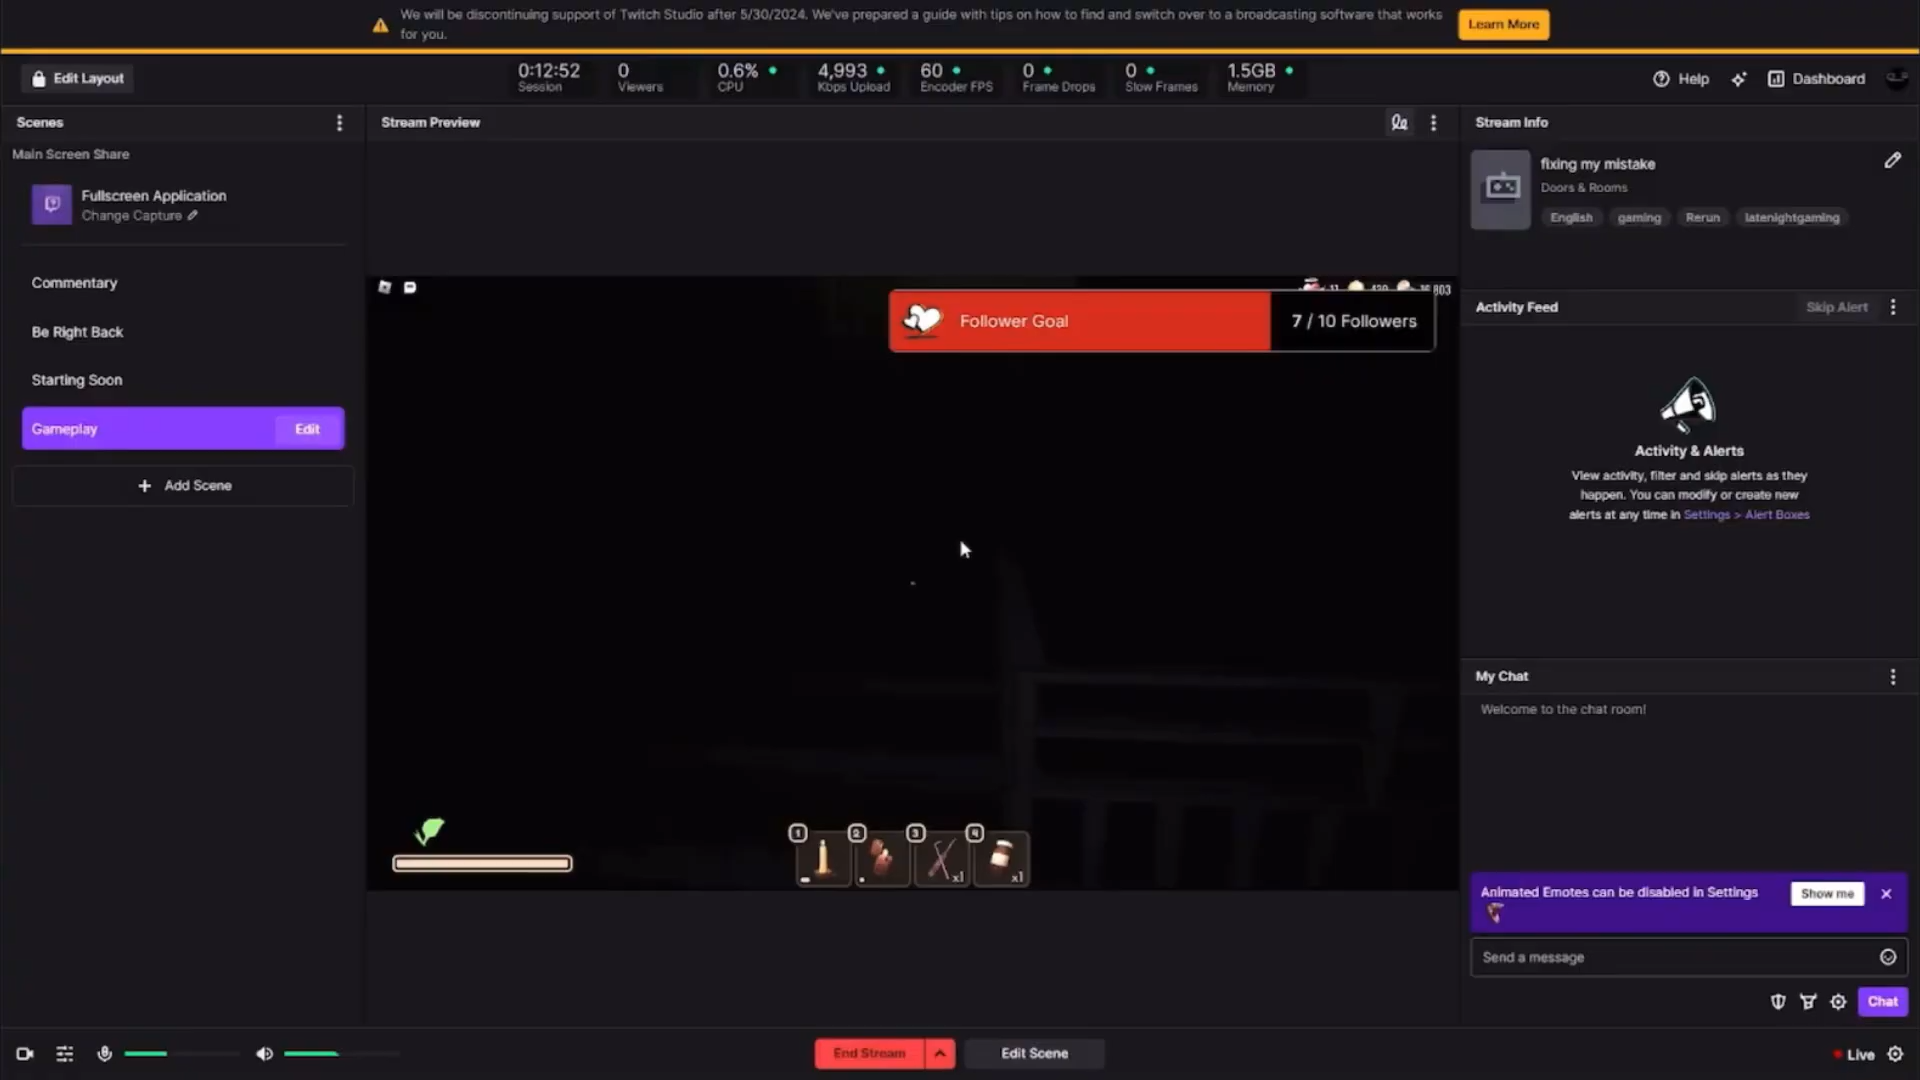 We will be discontinuing support of Twitch Studio after 5/30/2024. We've prepared a guide with tips on how to find and switch over to a broadcasting software that works
for you.
Learn More
Edit Layout
0:12:52
Session
0
Viewers
0.6%
CPU
4,993
Kbps Upload
60
Encoder FPS
0
Frame Drops
0
Slow Frames
1.5GB
Memory
Help
Dashboard
Scenes
Main Screen Share
Fullscreen Application
Change Capture
Commentary
Be Right Back
Starting Soon
Gameplay
Edit
+ Add Scene
Stream Preview
Follower Goal
7 / 10 Followers
1
2
3
x1
4
x1
Stream Info
fixing my mistake
Doors & Rooms
English
gaming
Rerun
latenightgaming
Activity Feed
Skip Alert
Activity & Alerts
View activity, filter and skip alerts as they
happen. You can modify or create new
alerts at any time in Settings > Alert Boxes
My Chat
Welcome to the chat room!
Animated Emotes can be disabled in Settings
Show me
Send a message
Chat
End Stream
Edit Scene
Live